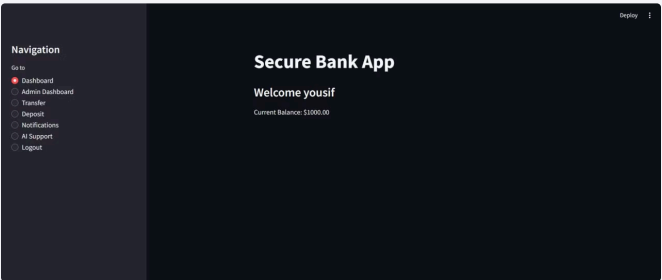 Deploy
Navigation
Go to
Dashboard
Admin Dashboard
Transfer
Deposit
Notifications
AI Support
Logout
Secure Bank App
Welcome yousif
Current Balance: $1000.00